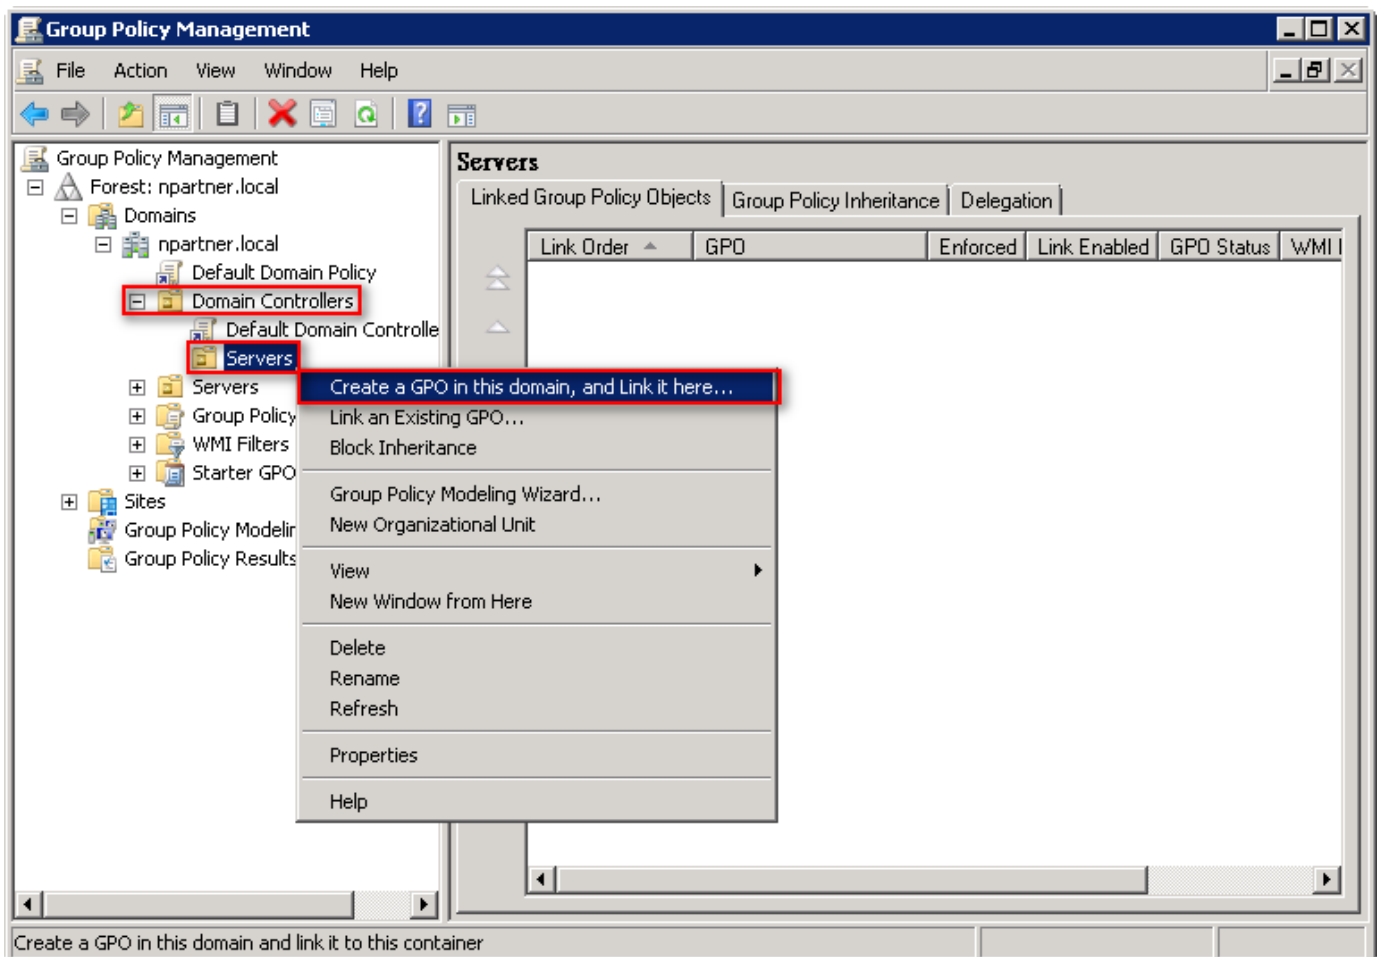 Group Policy Management
File Action View Window Help
Group Policy Management
Forest: npartner.local
Domains
npartner.local
Default Domain Policy
Domain Controllers
Default Domain Controlle
Servers
Servers
Group Policy
WMI Filters
Starter GPO
Sites
Group Policy Modelin
Group Policy Results
Servers
Linked Group Policy Objects Group Policy Inheritance Delegation
Link Order GPO Enforced Link Enabled GPO Status WMI
Create a GPO in this domain, and Link it here...
Link an Existing GPO...
Block Inheritance
Group Policy Modeling Wizard...
New Organizational Unit
View
New Window from Here
Delete
Rename
Refresh
Properties
Help
Create a GPO in this domain and link it to this container